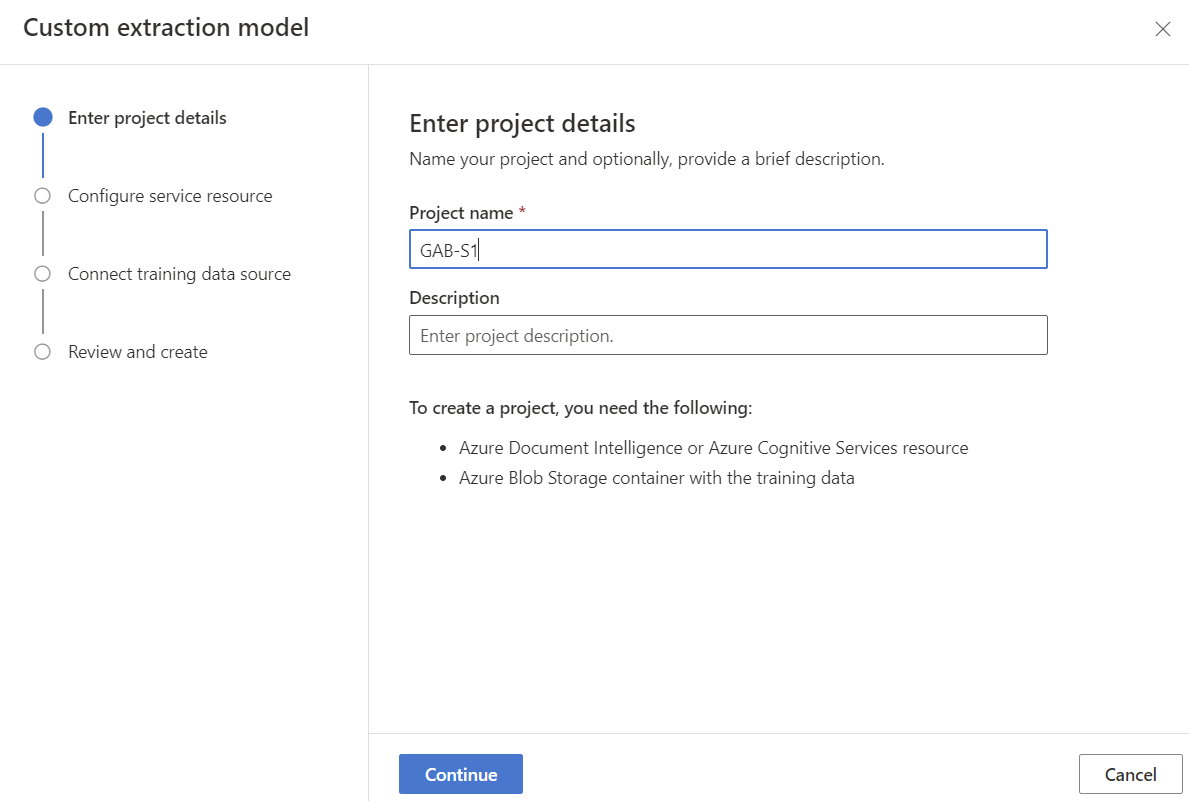 Custom extraction model
Enter project details
Configure service resource
Connect training data source
Review and create
Enter project details
Name your project and optionally, provide a brief description.
Project name *
GAB-S1
Description
Enter project description.
To create a project, you need the following:
• Azure Document Intelligence or Azure Cognitive Services resource
• Azure Blob Storage container with the training data
Continue
Cancel